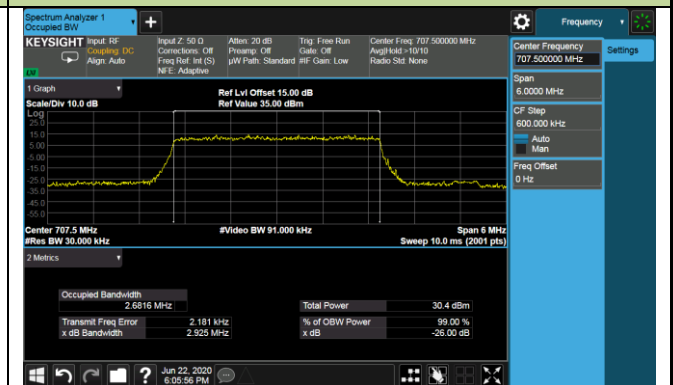 Spectrum Analyzer 1
Occupied BW
+
Frequency
KEYSIGHT
Input: RF
Coupling: DC
Align: Auto
Input Z: 50 Ω
Corrections: Off
Freq Ref: Int (S)
NFE: Adaptive
Atten: 20 dB
Preamp: Off
µW Path: Standard
Trig: Free Run
Gate: Off
#IF Gain: Low
Center Freq: 707.500000 MHz
Avg|Hold:>10/10
Radio Std: None
Center Frequency
707.500000 MHz
Settings
Span
6.0000 MHz
CF Step
600.000 kHz
Auto
Man
Freq Offset
0 Hz
1 Graph
Scale/Div 10.0 dB
Ref Lvl Offset 15.00 dB
Ref Value 35.00 dBm
Log
25.0
15.0
5.00
-5.00
-15.0
-25.0
-35.0
-45.0
-55.0
Center 707.5 MHz
#Video BW 91.000 kHz
Span 6 MHz
#Res BW 30.000 kHz
Sweep 10.0 ms (2001 pts)
2 Metrics
Occupied Bandwidth
2.6816 MHz
Total Power
30.4 dBm
Transmit Freq Error
2.181 kHz
% of OBW Power
99.00 %
x dB Bandwidth
2.925 MHz
x dB
-26.00 dB
?
Jun 22, 2020
6:05:56 PM